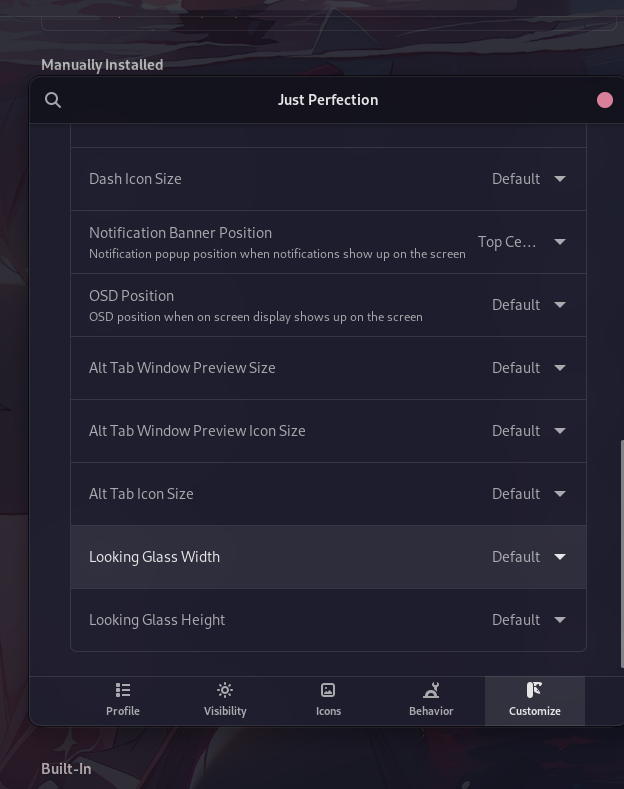 Manually Installed
Just Perfection
Dash Icon Size
Default
Notification Banner Position
Top Ce...
Notification popup position when notifications show up on the screen
OSD Position
Default
OSD position when on screen display shows up on the screen
Alt Tab Window Preview Size
Default
Alt Tab Window Preview Icon Size
Default
Alt Tab Icon Size
Default
Looking Glass Width
Default
Looking Glass Height
Default
Profile
Visibility
Icons
Behavior
Customize
Built-In